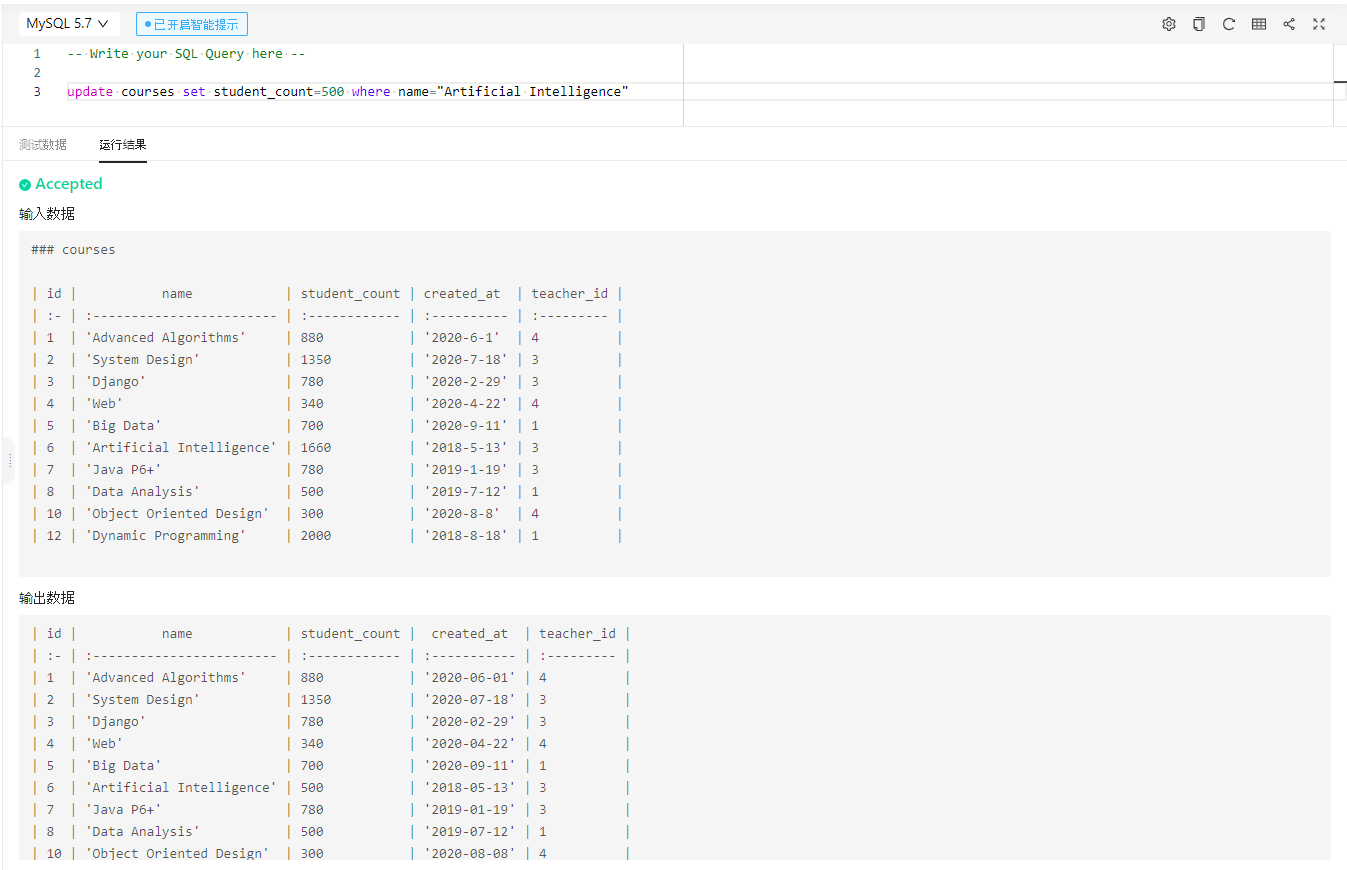 MySQL 5.7 已开启智能提示
1 -- Write your SQL Query here --
2
3 update courses set student_count=500 where name="Artificial Intelligence"
测试数据 运行结果
Accepted
输入数据
### courses
| id | name | student_count | created_at | teacher_id |
| :- | :------------------------ | :------------ | :---------- | :--------- |
| 1 | 'Advanced Algorithms' | 880 | '2020-6-1' | 4 |
| 2 | 'System Design' | 1350 | '2020-7-18' | 3 |
| 3 | 'Django' | 780 | '2020-2-29' | 3 |
| 4 | 'Web' | 340 | '2020-4-22' | 4 |
| 5 | 'Big Data' | 700 | '2020-9-11' | 1 |
| 6 | 'Artificial Intelligence' | 1660 | '2018-5-13' | 3 |
| 7 | 'Java P6+' | 780 | '2019-1-19' | 3 |
| 8 | 'Data Analysis' | 500 | '2019-7-12' | 1 |
| 10 | 'Object Oriented Design' | 300 | '2020-8-8' | 4 |
| 12 | 'Dynamic Programming' | 2000 | '2018-8-18' | 1 |
输出数据
| id | name | student_count | created_at | teacher_id |
| :- | :------------------------ | :------------ | :----------- | :--------- |
| 1 | 'Advanced Algorithms' | 880 | '2020-06-01' | 4 |
| 2 | 'System Design' | 1350 | '2020-07-18' | 3 |
| 3 | 'Django' | 780 | '2020-02-29' | 3 |
| 4 | 'Web' | 340 | '2020-04-22' | 4 |
| 5 | 'Big Data' | 700 | '2020-09-11' | 1 |
| 6 | 'Artificial Intelligence' | 500 | '2018-05-13' | 3 |
| 7 | 'Java P6+' | 780 | '2019-01-19' | 3 |
| 8 | 'Data Analysis' | 500 | '2019-07-12' | 1 |
| 10 | 'Object Oriented Design' | 300 | '2020-08-08' | 4 |